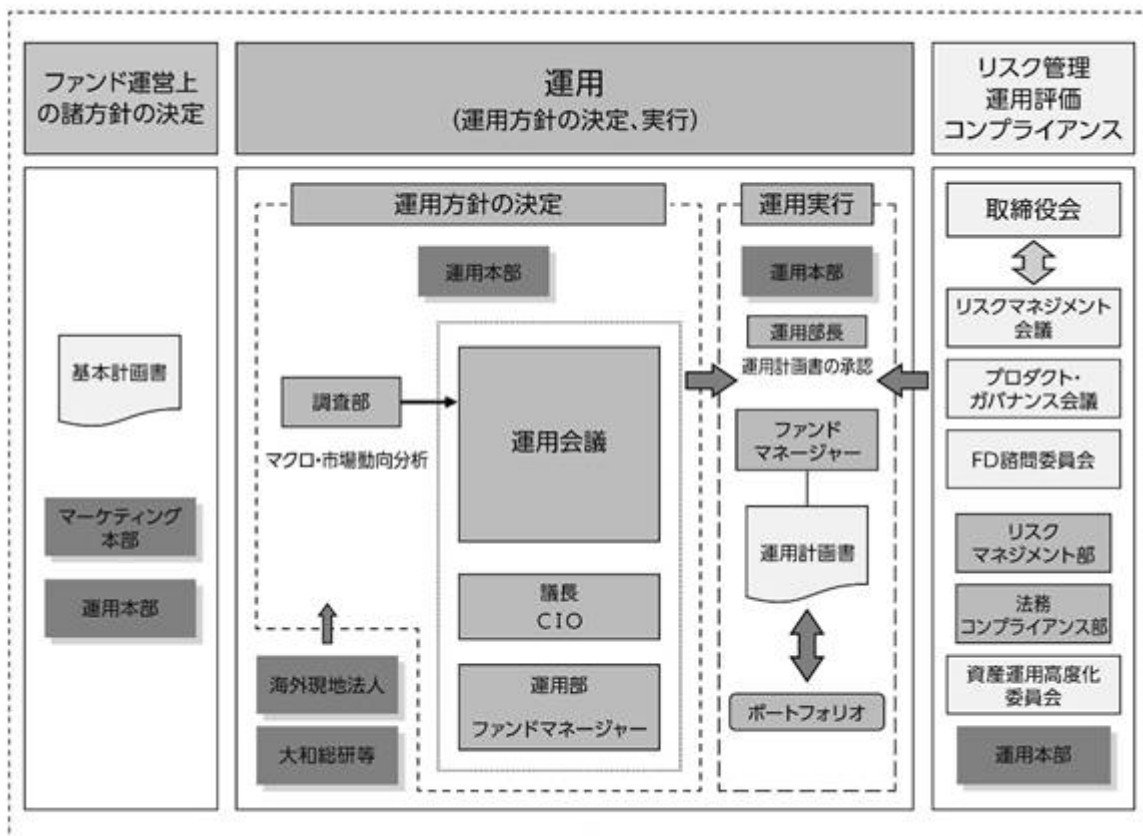 ファンド運営上
の諸方針の決定
運用
(運用方針の決定、実行)
リスク管理
運用評価
コンプライアンス
基本計画書
マーケティング
本部
運用本部
運用方針の決定
運用本部
調査部
マクロ・市場動向分析
運用会議
議長
CIO
運用部
ファンドマネージャー
海外現地法人
大和総研等
運用実行
運用本部
運用部長
運用計画書の承認
ファンド
マネージャー
運用計画書
ポートフォリオ
取締役会
リスクマネジメント
会議
プロダクト・
ガバナンス会議
FD諮問委員会
リスク
マネジメント部
法務
コンプライアンス部
資産運用高度化
委員会
運用本部